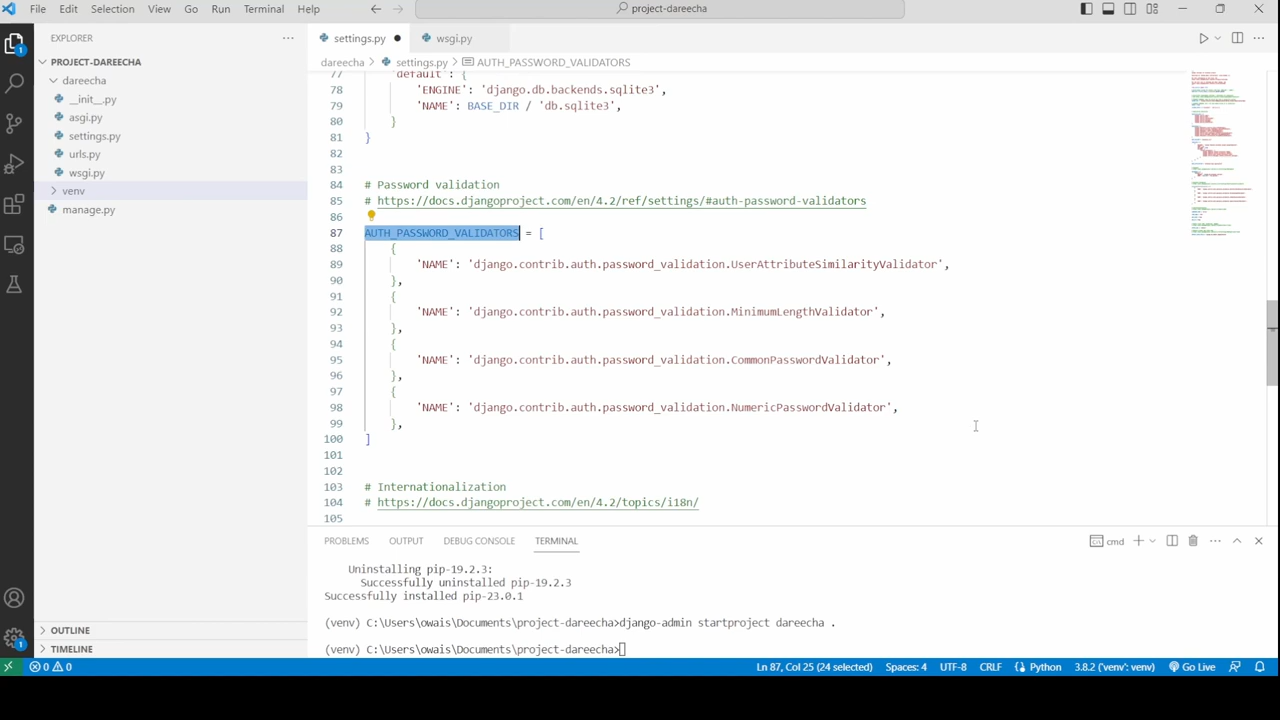 File Edit Selection View Go Run Terminal Help
project-dareecha
EXPLORER
PROJECT-DAREECHA
dareecha
__init__.py
asgi.py
settings.py
urls.py
wsgi.py
venv
manage.py
OUTLINE
TIMELINE
settings.py wsgi.py
dareecha settings.py AUTH_PASSWORD_VALIDATORS
77 'default': {
78 'ENGINE': 'django.db.backends.sqlite3',
79 'NAME': BASE_DIR 'db.sqlite3',
80 }
81 }
82
83
84 # Password validation
85 # https://docs.djangoproject.com/en/4.2/ref/settings/#auth-password-validators
86
87 AUTH_PASSWORD_VALIDATORS = [
88 {
89 'NAME': 'django.contrib.auth.password_validation.UserAttributeSimilarityValidator',
90 },
91 {
92 'NAME': 'django.contrib.auth.password_validation.MinimumLengthValidator',
93 },
94 {
95 'NAME': 'django.contrib.auth.password_validation.CommonPasswordValidator',
96 },
97 {
98 'NAME': 'django.contrib.auth.password_validation.NumericPasswordValidator',
99 },
100 ]
101
102
103 # Internationalization
104 # https://docs.djangoproject.com/en/4.2/topics/i18n/
105
PROBLEMS OUTPUT DEBUG CONSOLE TERMINAL
cmd
Uninstalling pip-19.2.3:
Successfully uninstalled pip-19.2.3
Successfully installed pip-23.0.1
(venv) C:\Users\owais\Documents\project-dareecha>django-admin startproject dareecha .
(venv) C:\Users\owais\Documents\project-dareecha>
1
1
0 0
Ln 87, Col 25 (24 selected) Spaces: 4 UTF-8 CRLF Python 3.8.2 ('venv': venv) Go Live